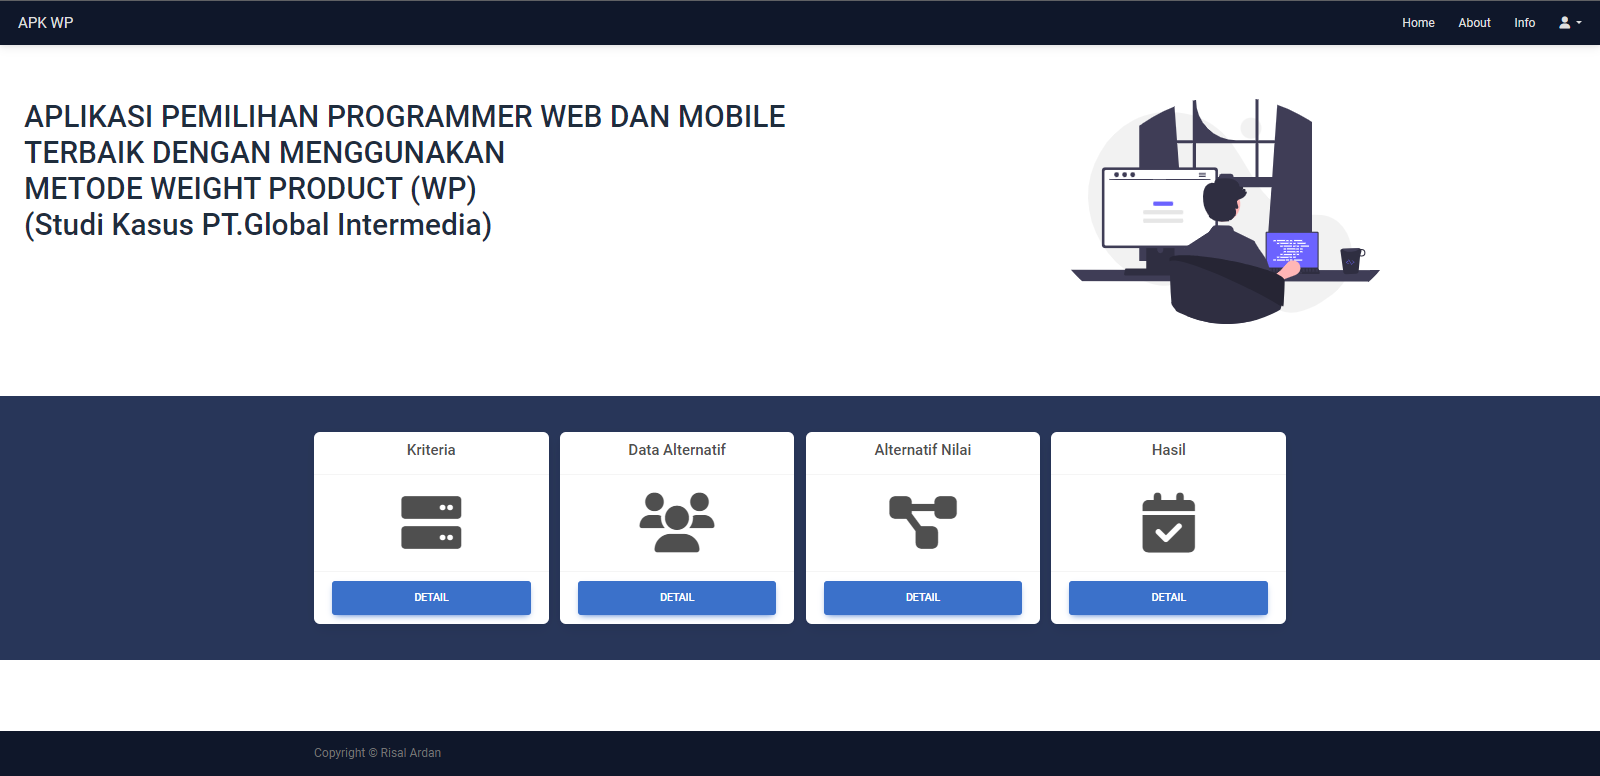 APK WP
Home About Info
APLIKASI PEMILIHAN PROGRAMMER WEB DAN MOBILE
TERBAIK DENGAN MENGGUNAKAN
METODE WEIGHT PRODUCT (WP)
(Studi Kasus PT.Global Intermedia)
Kriteria
DETAIL
Data Alternatif
DETAIL
Alternatif Nilai
DETAIL
Hasil
DETAIL
Copyright © Risal Ardan